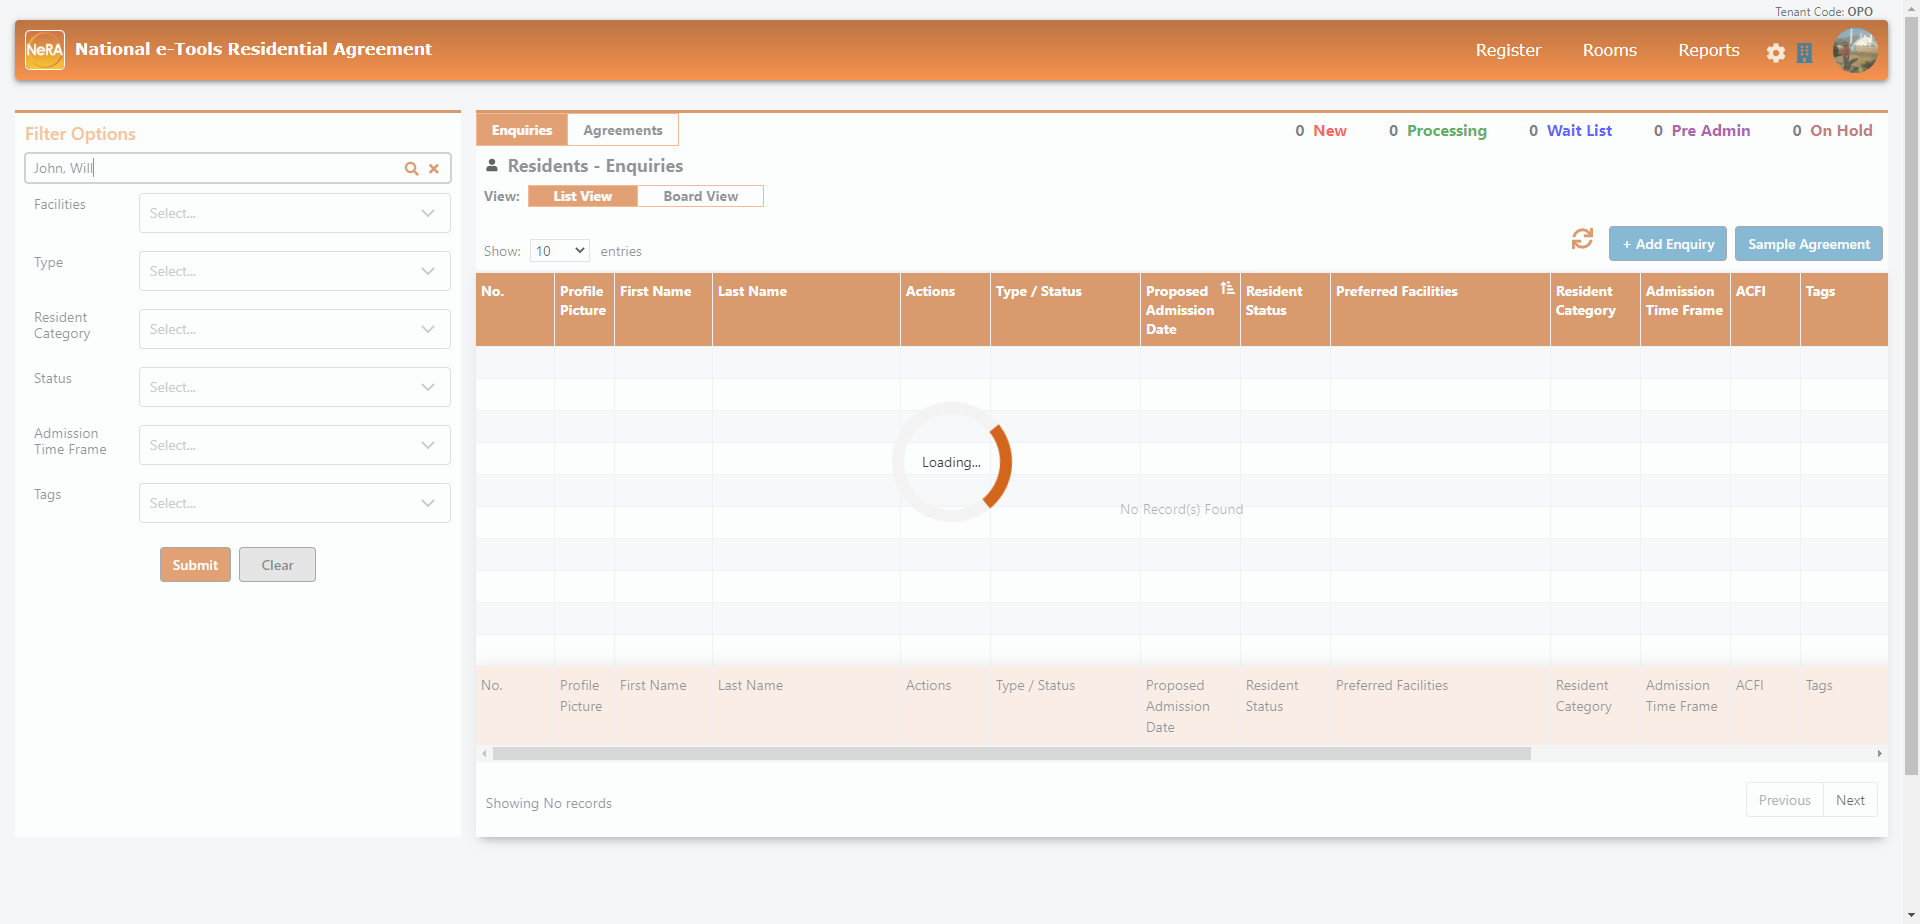 Tenant Code: OPO
NeRA National e-Tools Residential Agreement
Register Rooms Reports
Filter Options
John, Will
Facilities Select...
Type Select...
Resident Category Select...
Status Select...
Admission Time Frame Select...
Tags Select...
Submit Clear
Enquiries Agreements
0 New 0 Processing 0 Wait List 0 Pre Admin 0 On Hold
Residents - Enquiries
View: List View Board View
Show: 10 entries
+ Add Enquiry Sample Agreement
No. Profile Picture First Name Last Name Actions Type / Status Proposed Admission Date Resident Status Preferred Facilities Resident Category Admission Time Frame ACFI Tags
Loading...
No Record(s) Found
No. Profile Picture First Name Last Name Actions Type / Status Proposed Admission Date Resident Status Preferred Facilities Resident Category Admission Time Frame ACFI Tags
Showing No records
Previous Next